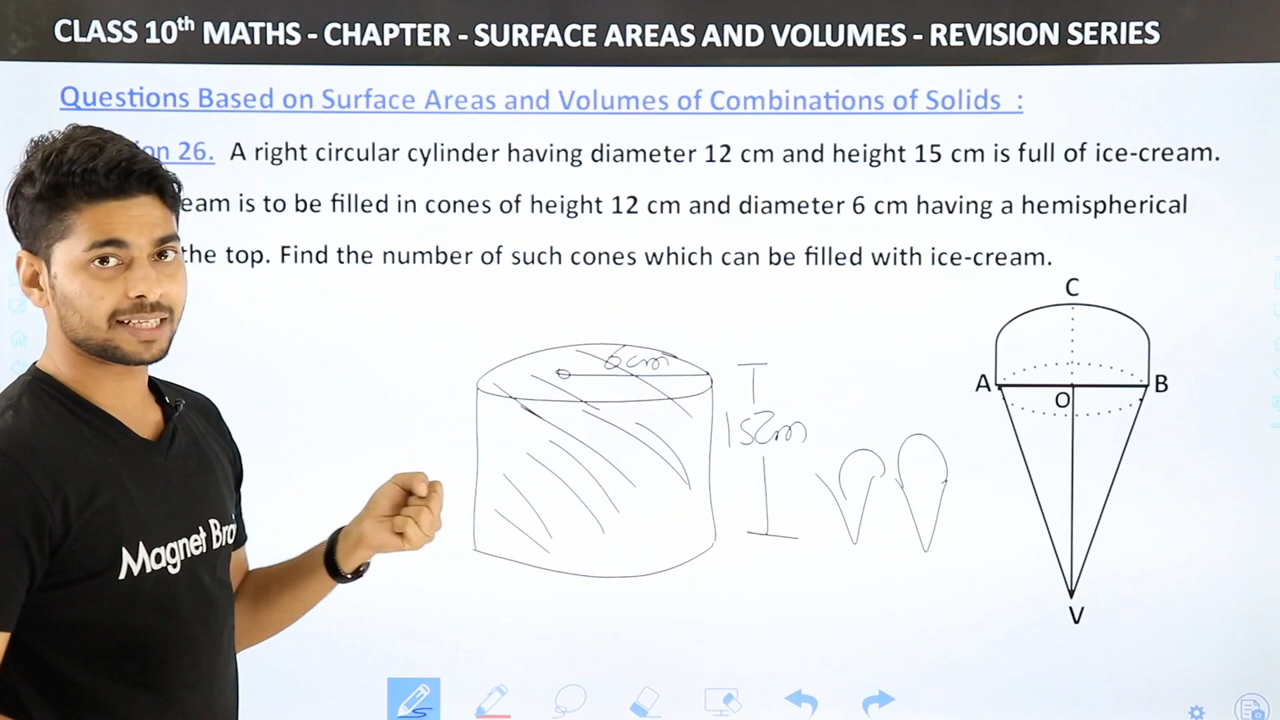 CLASS 10th MATHS - CHAPTER - SURFACE AREAS AND VOLUMES - REVISION SERIES
Questions Based on Surface Areas and Volumes of Combinations of Solids :
on 26. A right circular cylinder having diameter 12 cm and height 15 cm is full of ice-cream.
eam is to be filled in cones of height 12 cm and diameter 6 cm having a hemispherical
the top. Find the number of such cones which can be filled with ice-cream.
C
6cm
A
B
O
15cm
Magnet Bra
V